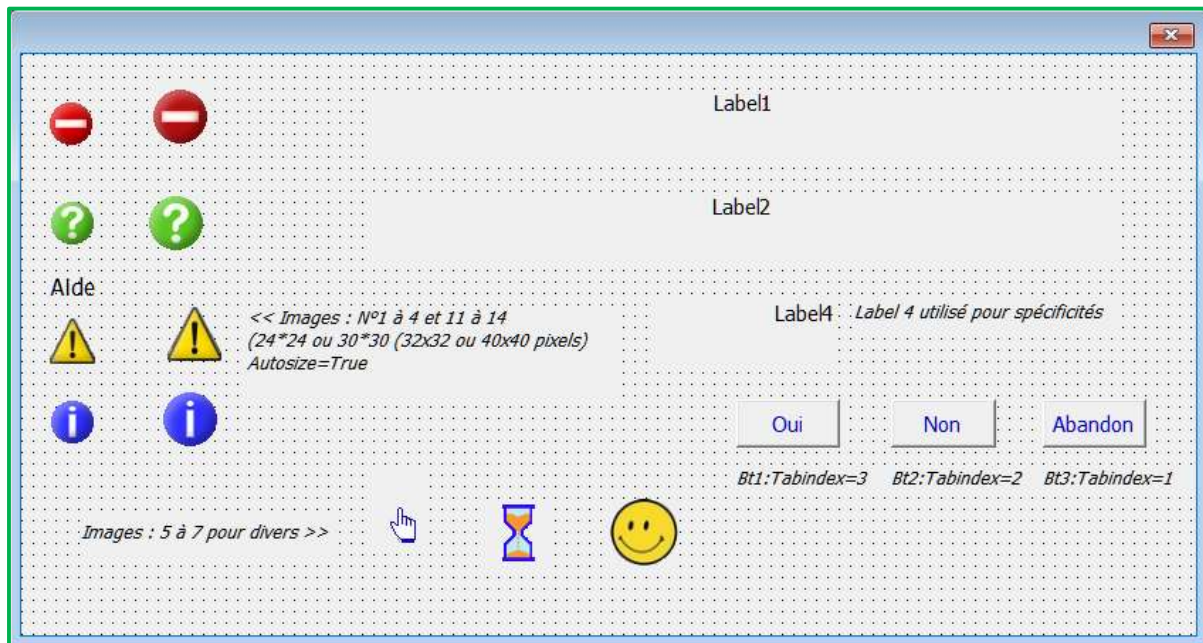 Label1
Label2
AIde
<< Images : N°1 à 4 et 11 à 14
(24*24 ou 30*30 (32x32 ou 40x40 pixels)
Autosize=True
Label4
Label 4 utilisé pour spécificités
Oui
Non
Abandon
Bt1:Tabindex=3
Bt2:Tabindex=2
Bt3:Tabindex=1
Images : 5 à 7 pour divers >>